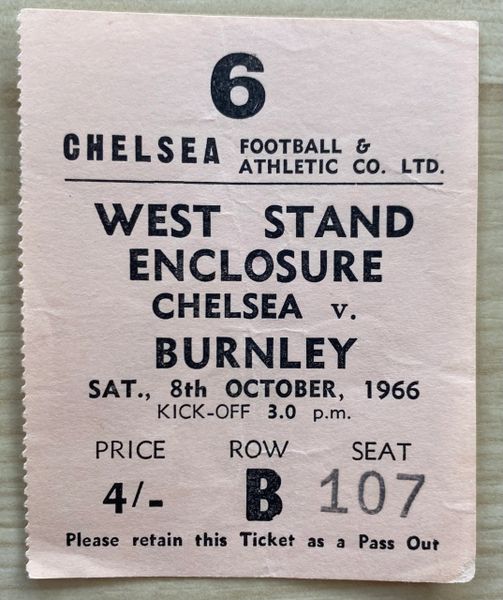 6
CHELSEA FOOTBALL & ATHLETIC CO. LTD.
WEST STAND
ENCLOSURE
CHELSEA v.
BURNLEY
SAT., 8th OCTOBER, 1966
KICK-OFF 3.0 p.m.
PRICE ROW SEAT
4/- B 107
Please retain this Ticket as a Pass Out